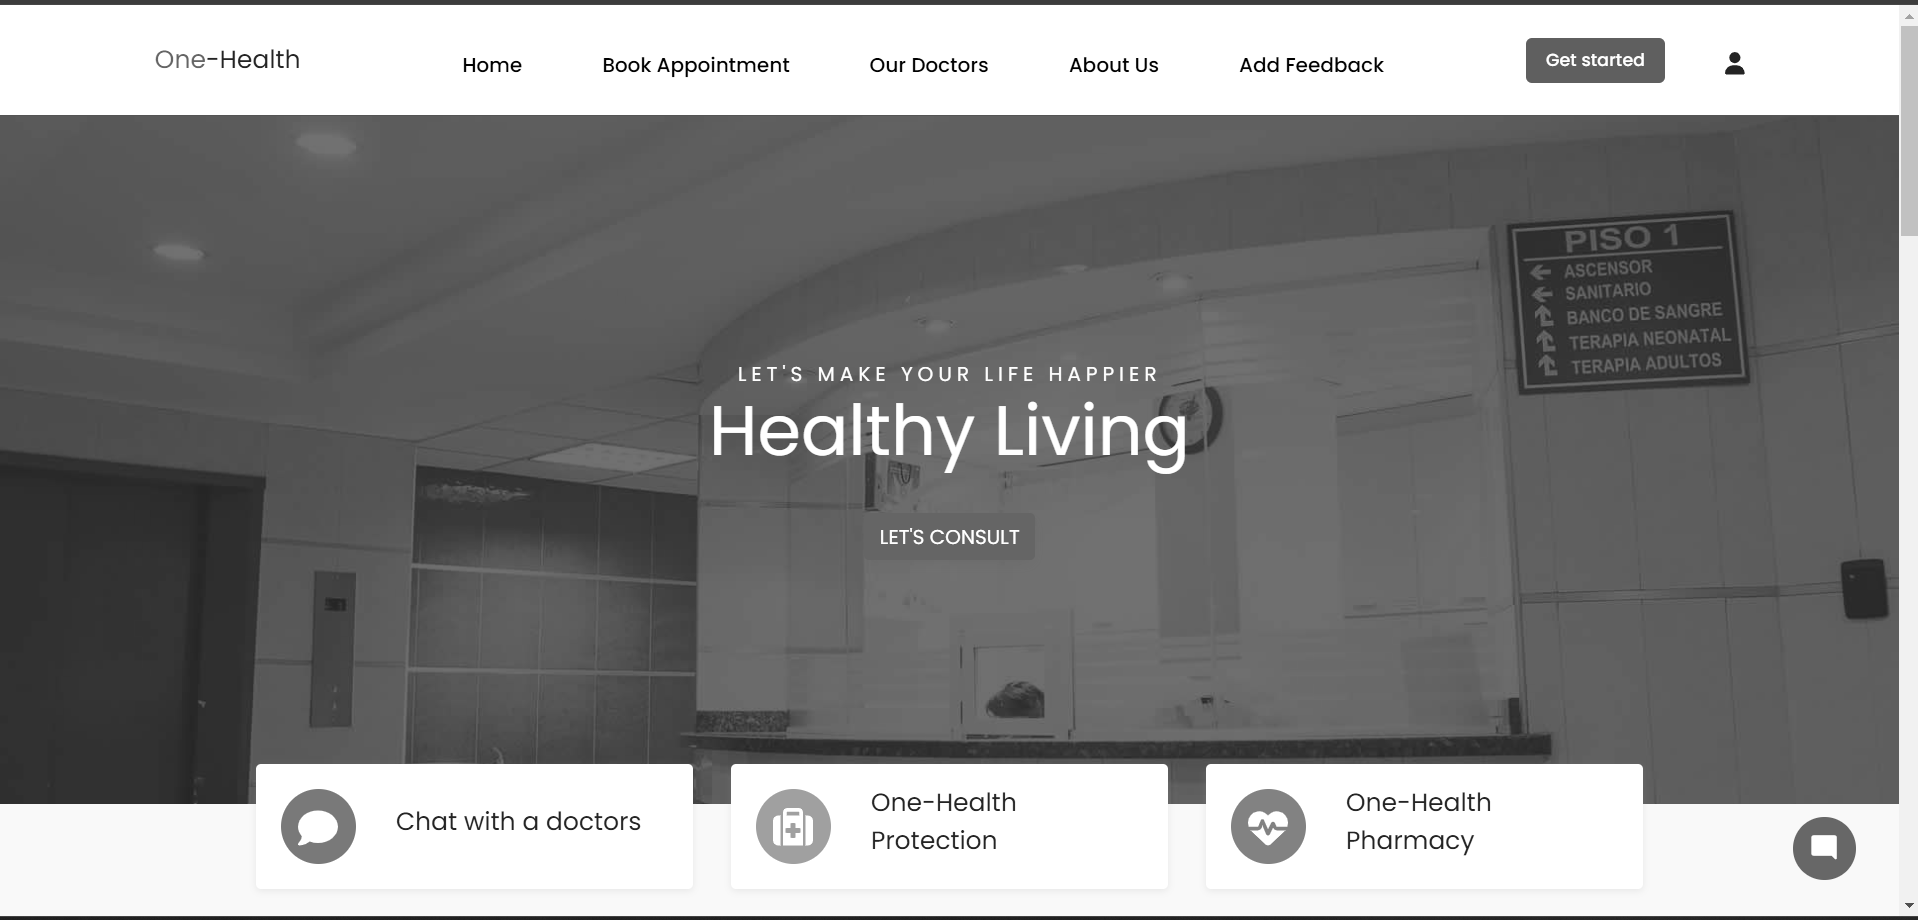 One-Health
Home
Book Appointment
Our Doctors
About Us
Add Feedback
Get started
PISO 1
ASCENSOR
SANITARIO
BANCO DE SANGRE
TERAPIA NEONATAL
TERAPIA ADULTOS
LET'S MAKE YOUR LIFE HAPPIER
Healthy Living
LET'S CONSULT
Chat with a doctors
One-Health
Protection
One-Health
Pharmacy